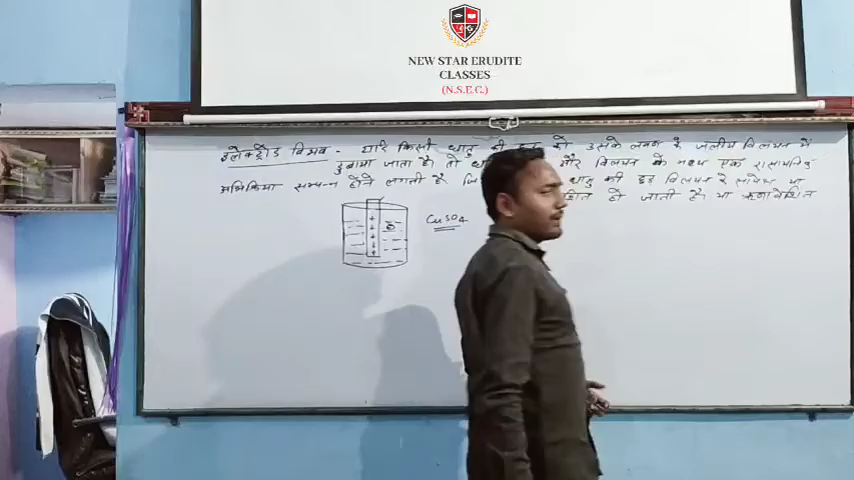 NEW STAR ERUDITE
CLASSES
(N.S.E.C.)
इलेक्ट्रोड विभव - यदि किसी धातु की छड़ को उसके लवण के जलीय विलयन में
डुबाया जाता है। तो और विलयन के मध्य एक रासायनिक
अभिक्रिया सम्पन्न होने लगती है धातु की छड़ विलयन के सापेक्ष
हो जाती है। या ऋणावेशित
CuSO4